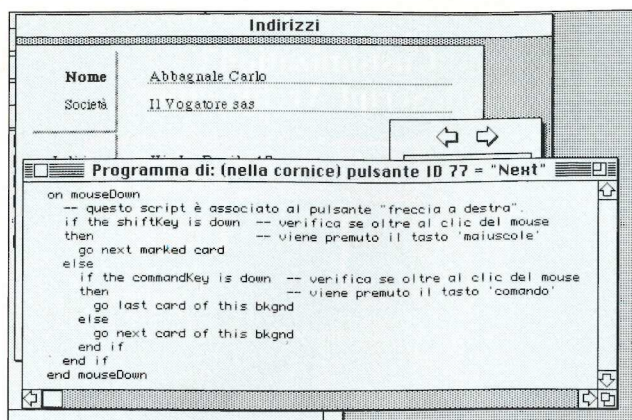 Indirizzi
Nome Abbagnale Carlo
Società Il Vogatore sas
Programma di: (nella cornice) pulsante ID 77 = "Next"
on mouseDown
-- questo script è associato al pulsante "freccia a destra".
if the shiftKey is down -- verifica se oltre al clic del mouse
then -- viene premuto il tasto 'maiuscole'
go next marked card
else
if the commandKey is down -- verifica se oltre al clic del mouse
then -- viene premuto il tasto 'comando'
go last card of this bkgnd
else
go next card of this bkgnd
end if
end if
end mouseDown